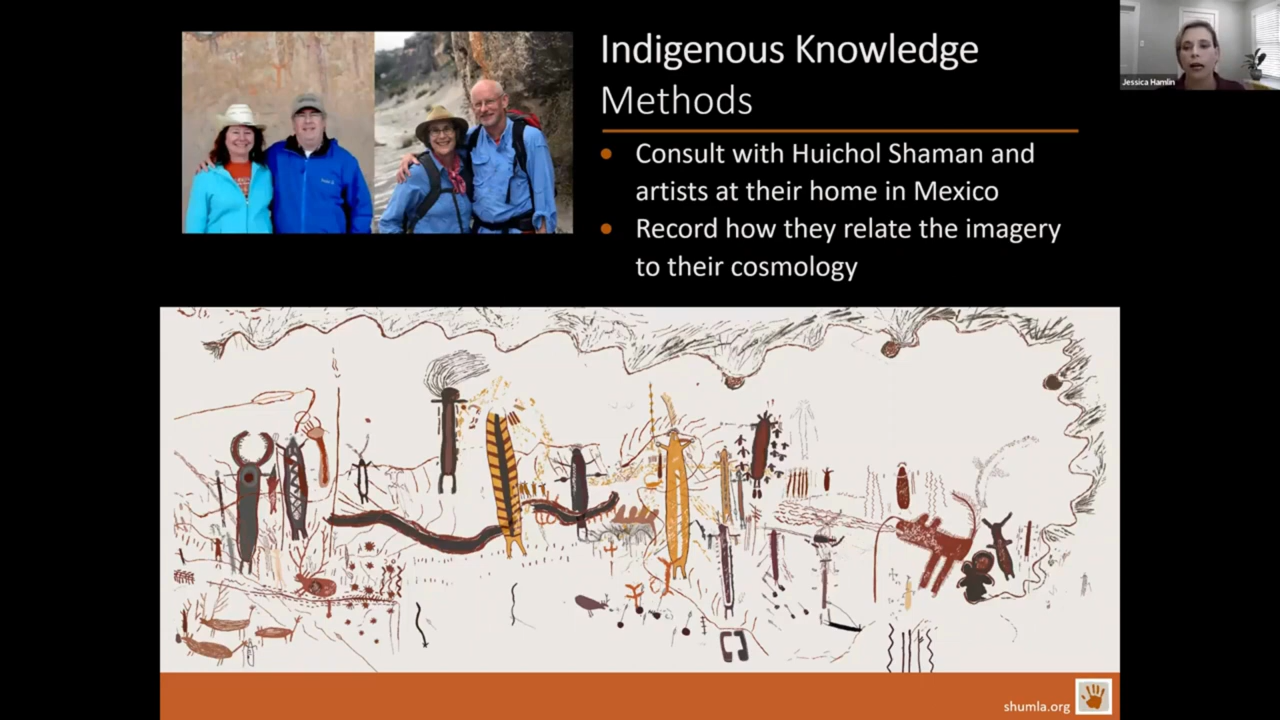 Indigenous Knowledge
Methods
• Consult with Huichol Shaman and
artists at their home in Mexico
• Record how they relate the imagery
to their cosmology
Jessica Hamlin
shumla.org